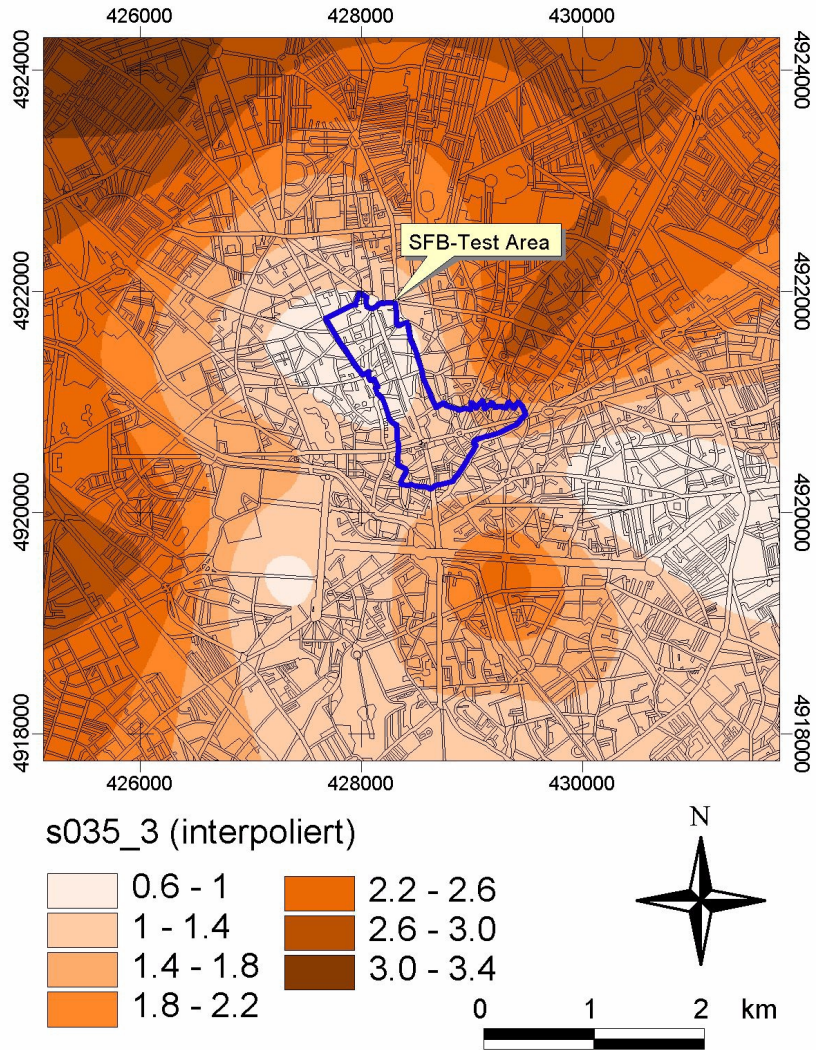 426000 428000 430000
4924000 4924000
SFB-Test Area
4922000 4922000
4920000 4920000
4918000 4918000
426000 428000 430000
s035_3 (interpoliert)
N
0.6 - 1 2.2 - 2.6
1 - 1.4 2.6 - 3.0
1.4 - 1.8 3.0 - 3.4
1.8 - 2.2
0 1 2 km